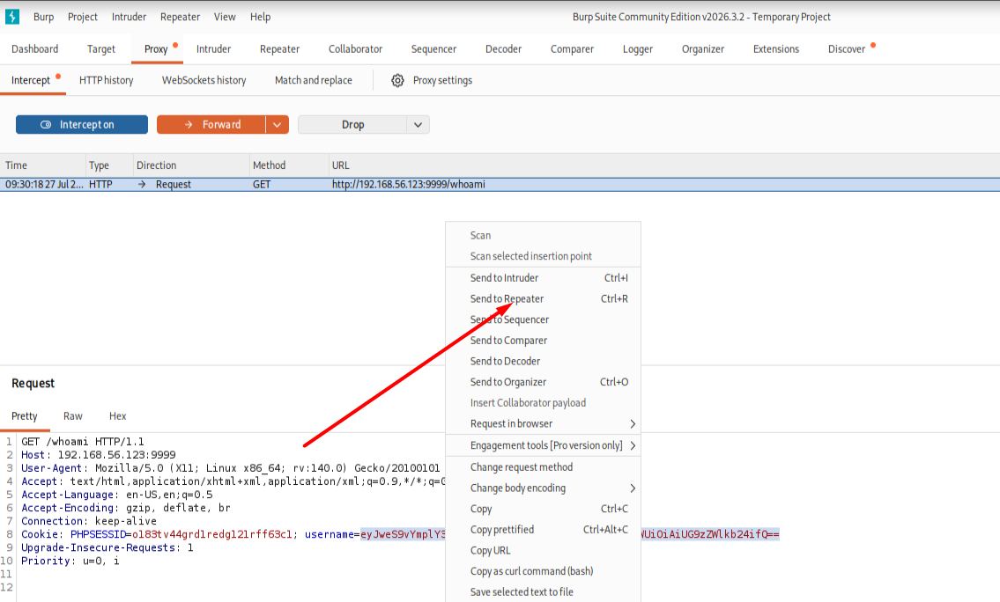 Burp Project Intruder Repeater View Help Burp Suite Community Edition v2026.3.2 - Temporary Project
Dashboard Target Proxy Intruder Repeater Collaborator Sequencer Decoder Comparer Logger Organizer Extensions Discover
Intercept HTTP history WebSockets history Match and replace Proxy settings
Intercept on Forward Drop
Time Type Direction Method URL
09:30:18 27 Jul 2... HTTP Request GET http://192.168.56.123:9999/whoami
Scan
Scan selected insertion point
Send to Intruder Ctrl+I
Send to Repeater Ctrl+R
Send to Sequencer
Send to Comparer
Send to Decoder
Send to Organizer Ctrl+O
Insert Collaborator payload
Request in browser
Engagement tools [Pro version only]
Change request method
Change body encoding
Copy Ctrl+C
Copy prettified Ctrl+Alt+C
Copy URL
Copy as curl command (bash)
Save selected text to file
Request
Pretty Raw Hex
1 GET /whoami HTTP/1.1
2 Host: 192.168.56.123:9999
3 User-Agent: Mozilla/5.0 (X11; Linux x86_64; rv:140.0) Gecko/20100101
4 Accept: text/html,application/xhtml+xml,application/xml;q=0.9,*/*;q=
5 Accept-Language: en-US,en;q=0.5
6 Accept-Encoding: gzip, deflate, br
7 Connection: keep-alive
8 Cookie: PHPSESSID=o183tv44grd1redg121rff63c1; username=eyJweS9vYmplY3 WUiOiAiUG9zZWlkb24ifQ==
9 Upgrade-Insecure-Requests: 1
10 Priority: u=0, i
11
12